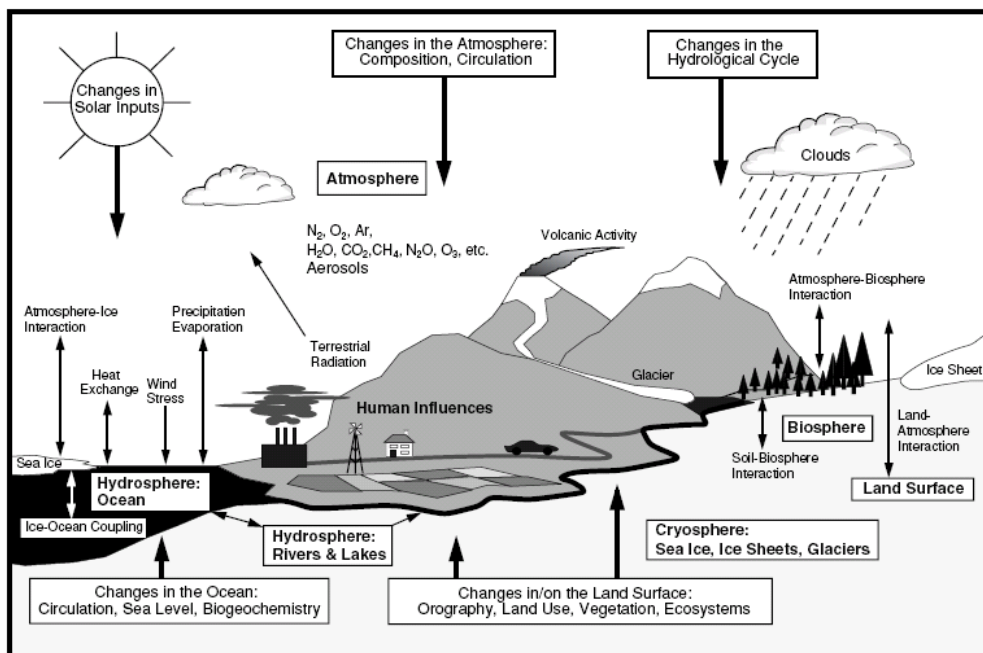 Changes in the Atmosphere:
Composition, Circulation
Changes in the
Hydrological Cycle
Changes in
Solar Inputs
Clouds
Atmosphere
N₂, O₂, Ar,
H₂O, CO₂,CH₄, N₂O, O₃, etc.
Aerosols
Volcanic Activity
Atmosphere-Biosphere
Interaction
Atmosphere-Ice
Interaction
Precipitation
Evaporation
Terrestrial
Radiation
Heat
Exchange
Wind
Stress
Glacier
Ice Sheet
Human Influences
Biosphere
Land-
Atmosphere
Interaction
Soil-Biosphere
Interaction
Sea Ice
Hydrosphere:
Ocean
Land Surface
Ice-Ocean Coupling
Hydrosphere:
Rivers & Lakes
Cryosphere:
Sea Ice, Ice Sheets, Glaciers
Changes in the Ocean:
Circulation, Sea Level, Biogeochemistry
Changes in/on the Land Surface:
Orography, Land Use, Vegetation, Ecosystems